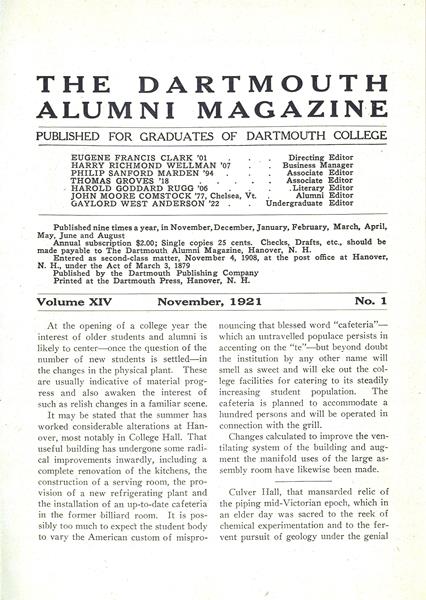 THE DARTMOUTH
ALUMNI MAGAZINE
PUBLISHED FOR GRADUATES OF DARTMOUTH COLLEGE
EUGENE FRANCIS CLARK '01 . . . Directing Editor
HARRY RICHMOND WELLMAN '07 . . Business Manager
PHILIP SANFORD MARDEN '94 . . . Associate Editor
THOMAS GROVES '18 . . . . . Associate Editor
HAROLD GODDARD RUGG '06 . . . .Literary Editor
JOHN MOORE COMSTOCK '77, Chelsea, Vt. . Alumni Editor
GAYLORD WEST ANDERSON '22 . . Undergraduate Editor
Published nine times a year, in November, December, January, February, March, April,
May, June and August
Annual subscription $2.00; Single copies 25 cents. Checks, Drafts, etc., should be
made payable to The Dartmouth Alumni Magazine, Hanover, N. H.
Entered as second-class matter, November 4, 1908, at the post office at Hanover,
N. H., under the Act of March 3, 1879
Published by the Dartmouth Publishing Company
Printed at the Dartmouth Press, Hanover, N. H.
Volume XIV November, 1921 No. 1
At the opening of a college year the
interest of older students and alumni is
likely to center—once the question of the
number of new students is settled—in
the changes in the physical plant. These
are usually indicative of material prog-
ress and also awaken the interest of
such as relish changes in a familiar scene.
It may be stated that the summer has
worked considerable alterations at Han-
over, most notably in College Hall. That
useful building has undergone some radi-
cal improvements inwardly, including a
complete renovation of the kitchens, the
construction of a serving room, the pro-
vision of a new refrigerating plant and
the installation of an up-to-date cafeteria
in the former billiard room. It is pos-
sibly too much to expect the student body
to vary the American custom of mispro-
nouncing that blessed word "cafeteria"—
which an untravelled populace persists in
accenting on the "te"—but beyond doubt
the institution by any other name will
smell as sweet and will eke out the col-
lege facilities for catering to its steadily
increasing student population. The
cafeteria is planned to accommodate a
hundred persons and will be operated in
connection with the grill.
Changes calculated to improve the ven-
tilating system of the building and aug-
ment the manifold uses of the large as-
sembly room have likewise been made.
Culver Hall, that mansarded relic of
the piping mid-Victorian epoch, which in
an elder day was sacred to the reek of
chemical experimentation and to the fer-
vent pursuit of geology under the genial